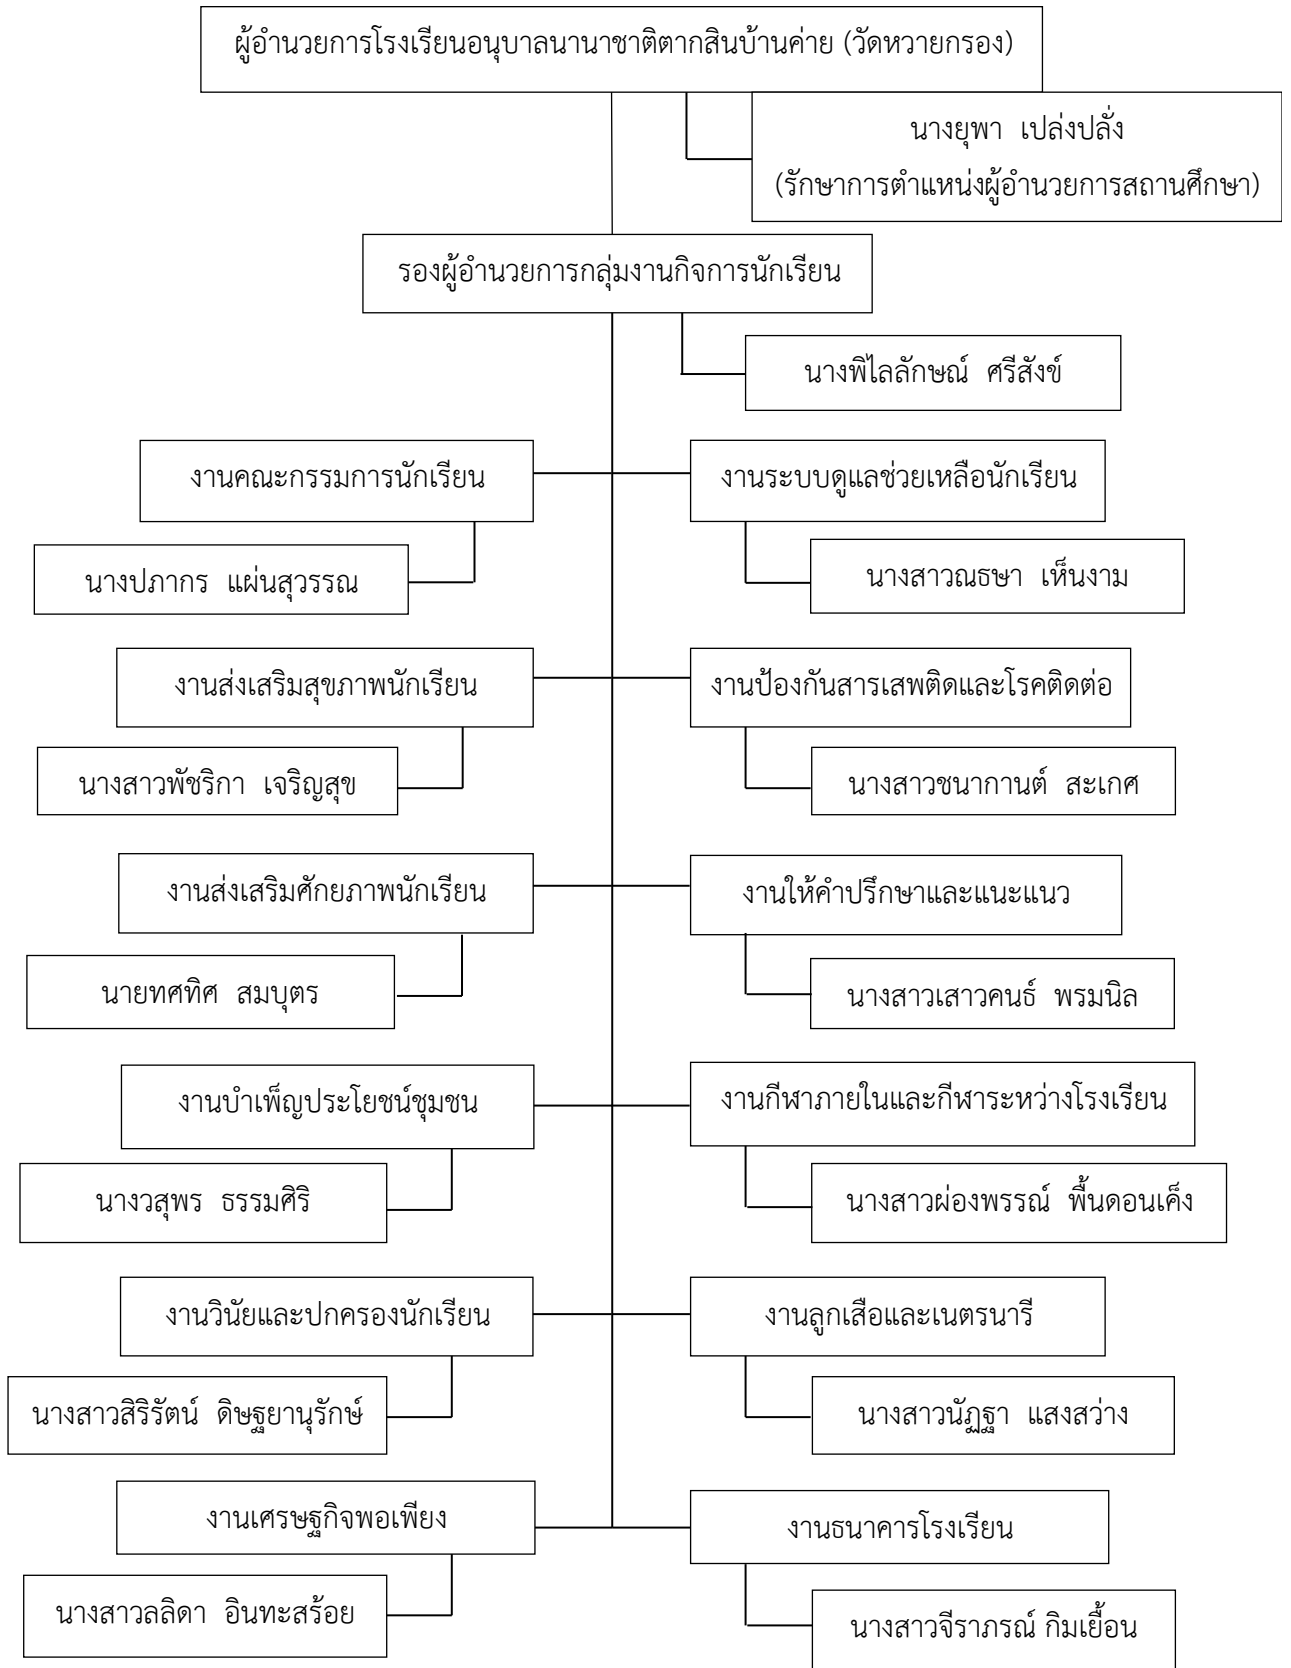 ผู้อำนวยการโรงเรียนอนุบาลนานาชาติตากสินบ้านค่าย (วัดหวายกรอง)
นางยุพา เปล่งปลั่ง
(รักษาการตำแหน่งผู้อำนวยการสถานศึกษา)
รองผู้อำนวยการกลุ่มงานกิจการนักเรียน
นางพิไลลักษณ์ ศรีสังข์
งานคณะกรรมการนักเรียน
งานระบบดูแลช่วยเหลือนักเรียน
นางปภากร แผ่นสุวรรณ
นางสาวณธษา เห็นงาม
งานส่งเสริมสุขภาพนักเรียน
งานป้องกันสารเสพติดและโรคติดต่อ
นางสาวพัชริกา เจริญสุข
นางสาวชนากานต์ สะเกศ
งานส่งเสริมศักยภาพนักเรียน
งานให้คำปรึกษาและแนะแนว
นายทศทิศ สมบุตร
นางสาวเสาวคนธ์ พรมนิล
งานบำเพ็ญประโยชน์ชุมชน
งานกีฬาภายในและกีฬาระหว่างโรงเรียน
นางวสุพร ธรรมศิริ
นางสาวผ่องพรรณ์ พื้นดอนเค็ง
งานวินัยและปกครองนักเรียน
งานลูกเสือและเนตรนารี
นางสาวสิริรัตน์ ดิษฐยานุรักษ์
นางสาวนัฏฐา แสงสว่าง
งานเศรษฐกิจพอเพียง
งานธนาคารโรงเรียน
นางสาวลลิดา อินทะสร้อย
นางสาวจีราภรณ์ กิมเยื้อน